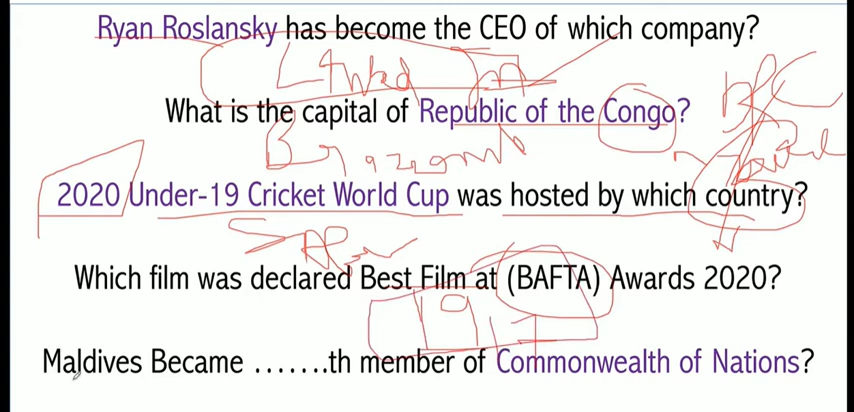 Ryan Roslansky has become the CEO of which company?
What is the capital of Republic of the Congo?
2020 Under-19 Cricket World Cup was hosted by which country?
Which film was declared Best Film at (BAFTA) Awards 2020?
1917
Maldives Became .......th member of Commonwealth of Nations?